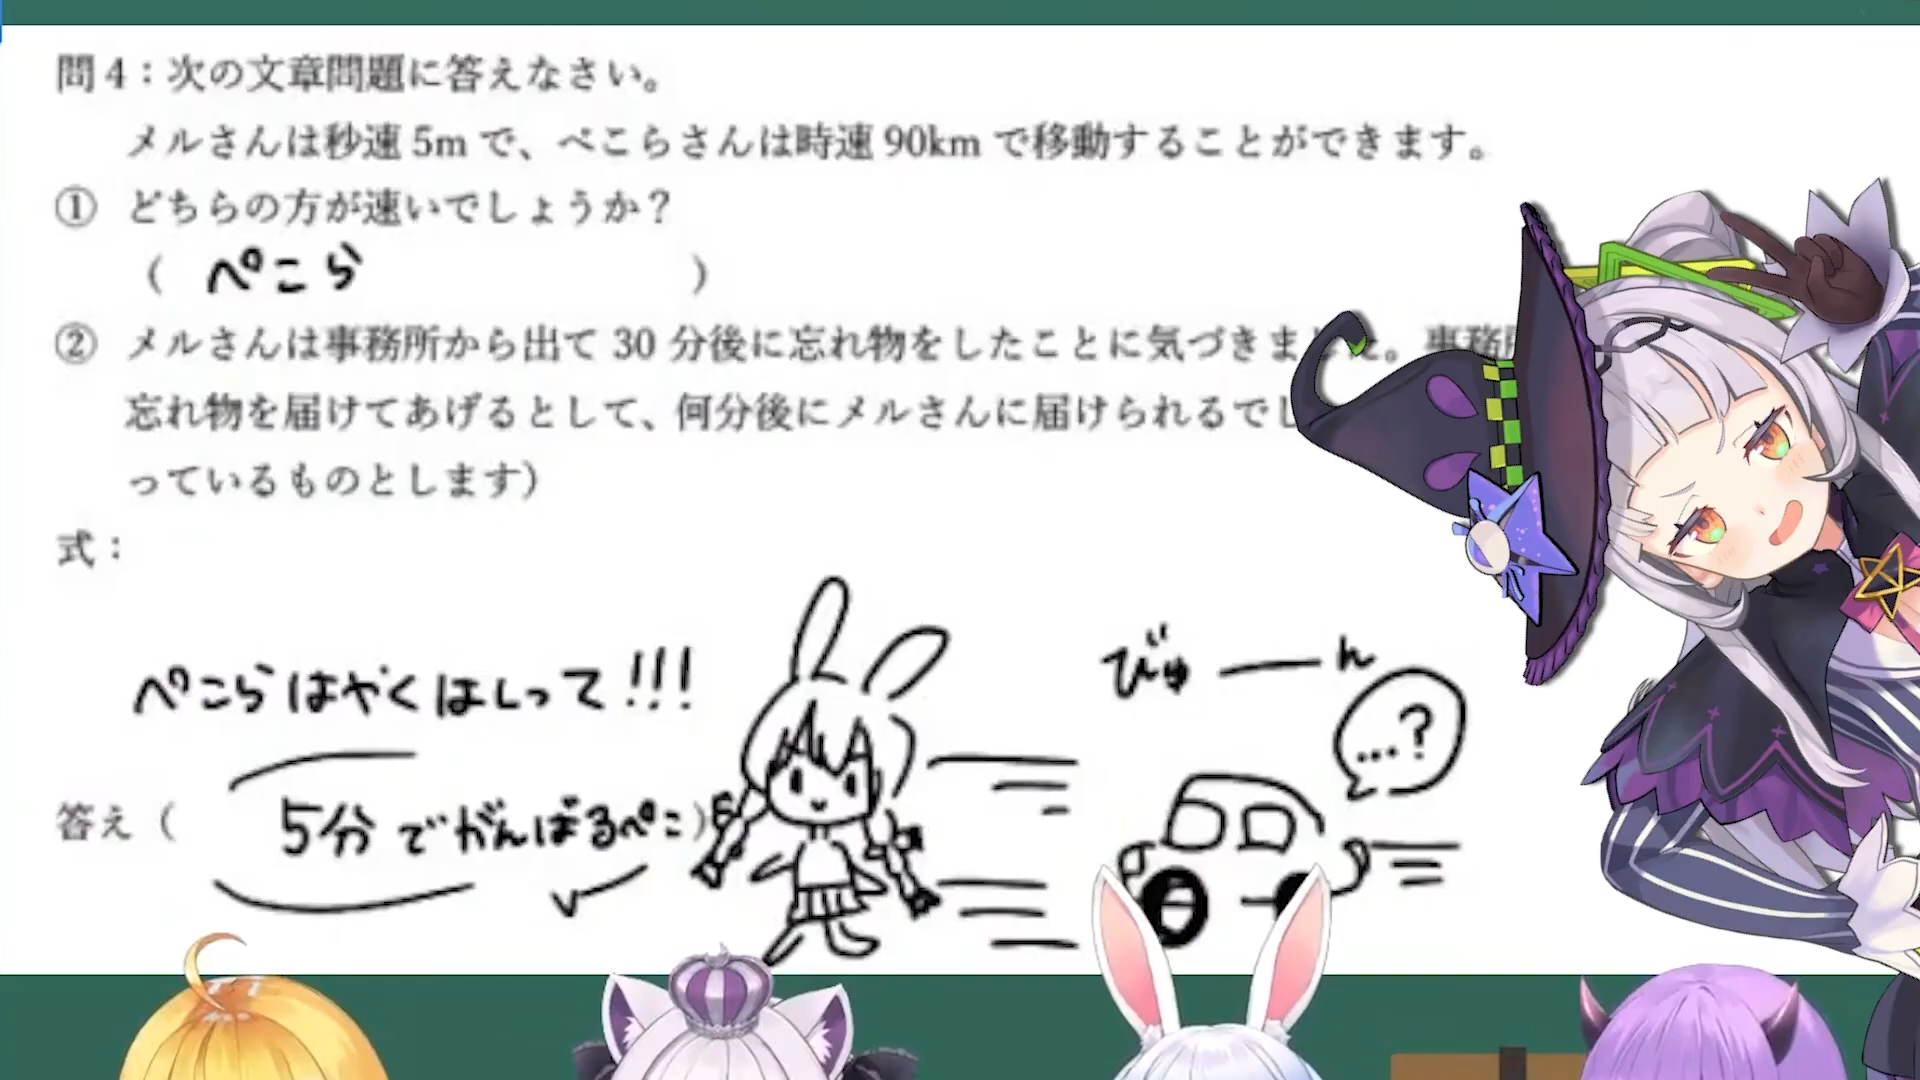 問4：次の文章問題に答えなさい。
メルさんは秒速5mで、ぺこらさんは時速90kmで移動することができます。
① どちらの方が速いでしょうか？
（ ぺこら ）
② メルさんは事務所から出て30分後に忘れ物をしたことに気づきました。事務所
忘れ物を届けてあげるとして、何分後にメルさんに届けられるでし
っているものとします）
式：
ぺこらはやくはしって!!!
びゅーーん
…?
答え（ 5分でがんばるぺこ ）